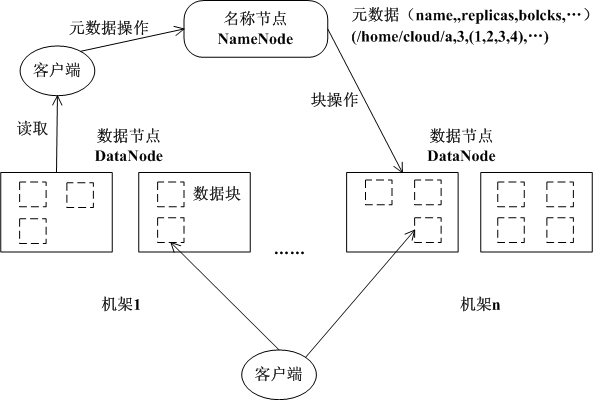 元数据操作
名称节点
NameNode
元数据（name,,replicas,bolcks,…）
(/home/cloud/a,3,(1,2,3,4),…)
客户端
块操作
读取
数据节点
DataNode
数据节点
DataNode
数据块
……
机架1
机架n
客户端